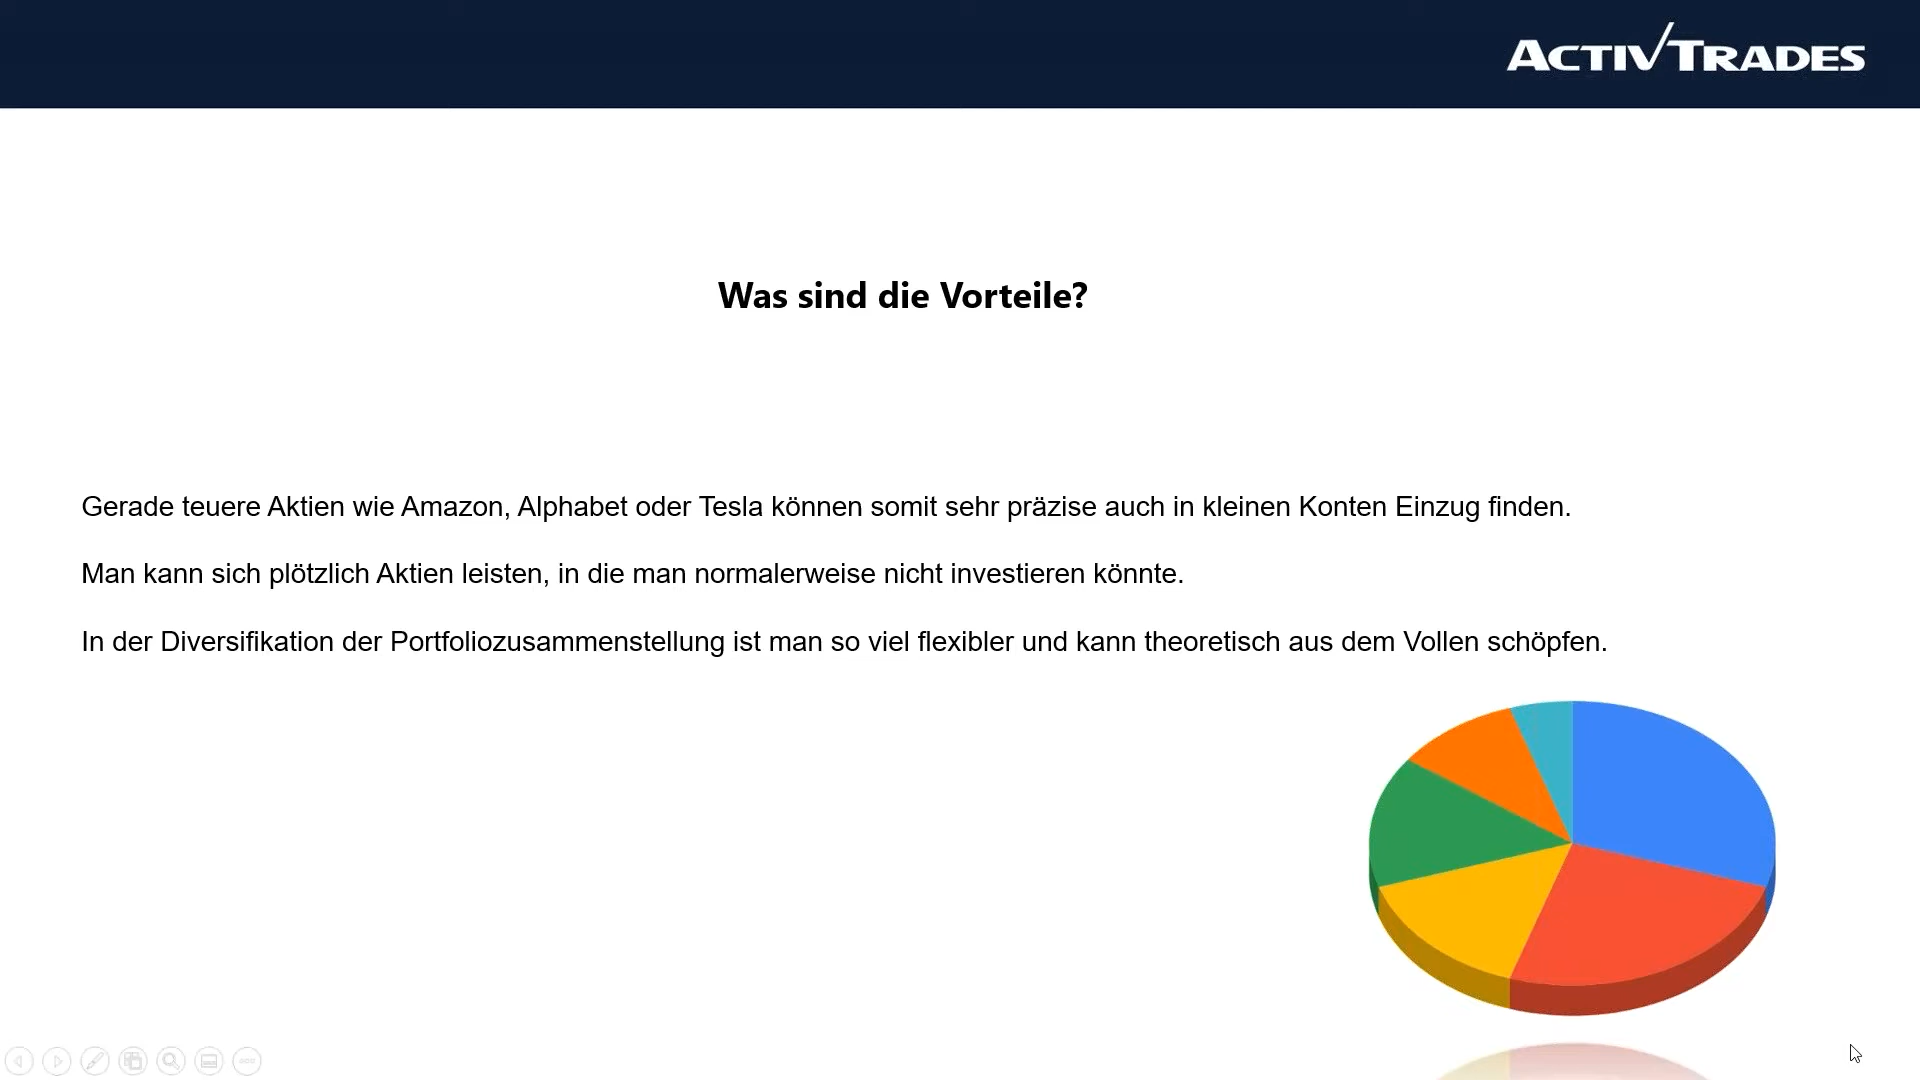 ACTIVTRADES
Was sind die Vorteile?
Gerade teuere Aktien wie Amazon, Alphabet oder Tesla können somit sehr präzise auch in kleinen Konten Einzug finden.
Man kann sich plötzlich Aktien leisten, in die man normalerweise nicht investieren könnte.
In der Diversifikation der Portfoliozusammenstellung ist man so viel flexibler und kann theoretisch aus dem Vollen schöpfen.